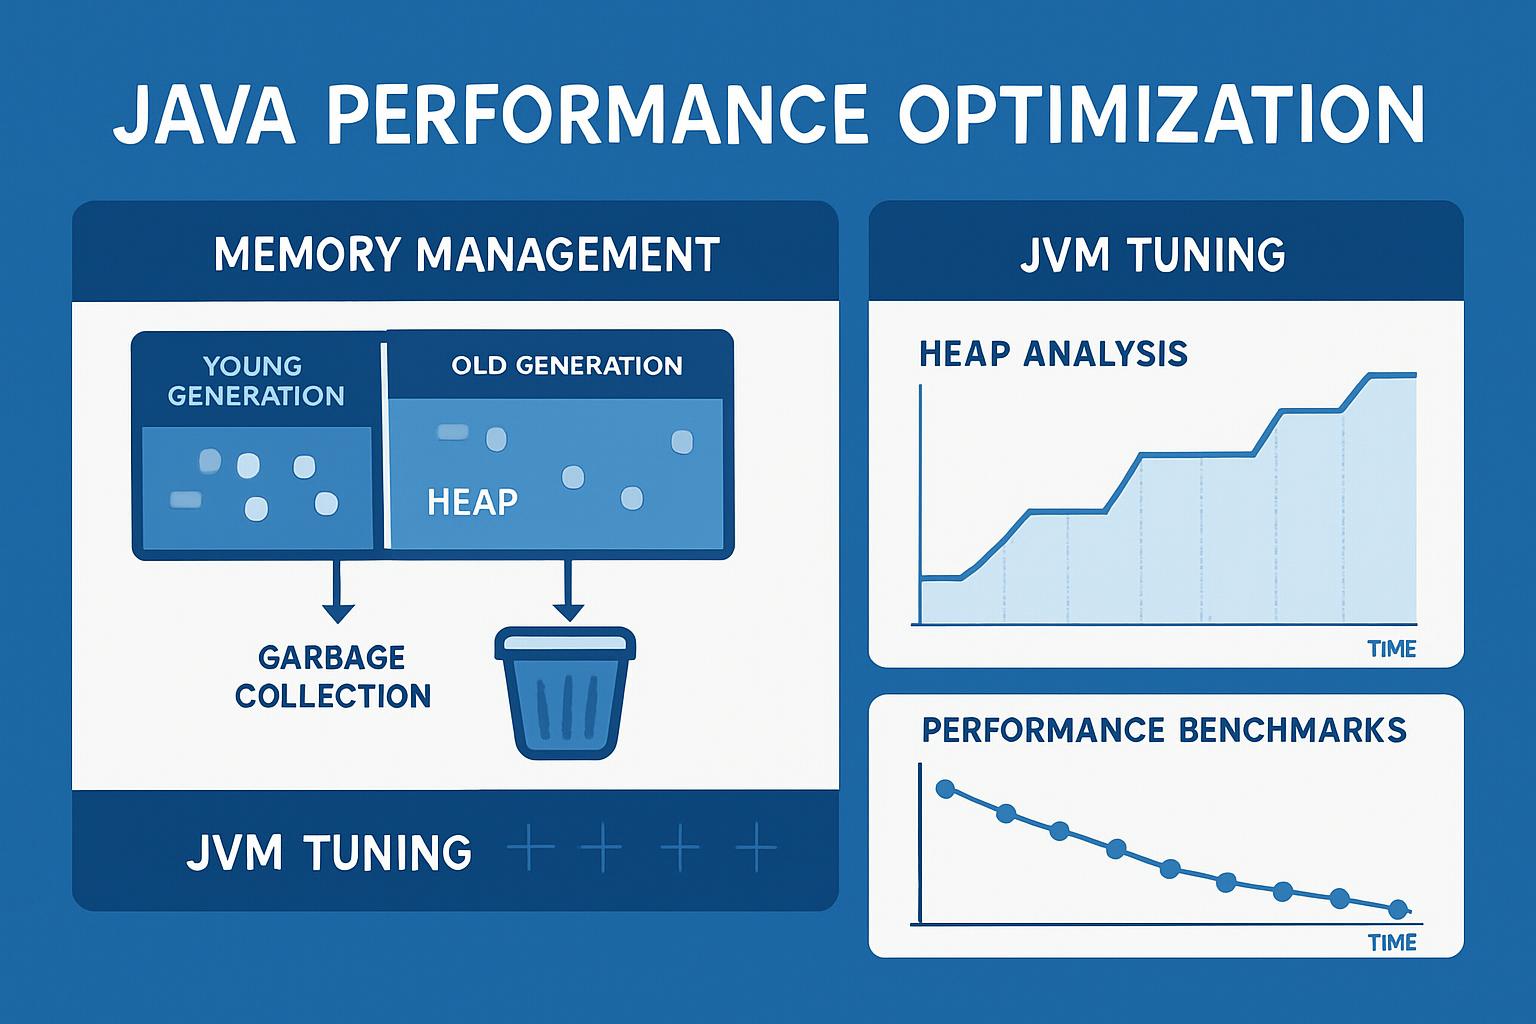 JAVA PERFORMANCE OPTIMIZATION
MEMORY MANAGEMENT
YOUNG
GENERATION
OLD GENERATION
HEAP
GARBAGE
COLLECTION
JVM TUNING
JVM TUNING
HEAP ANALYSIS
TIME
PERFORMANCE BENCHMARKS
TIME